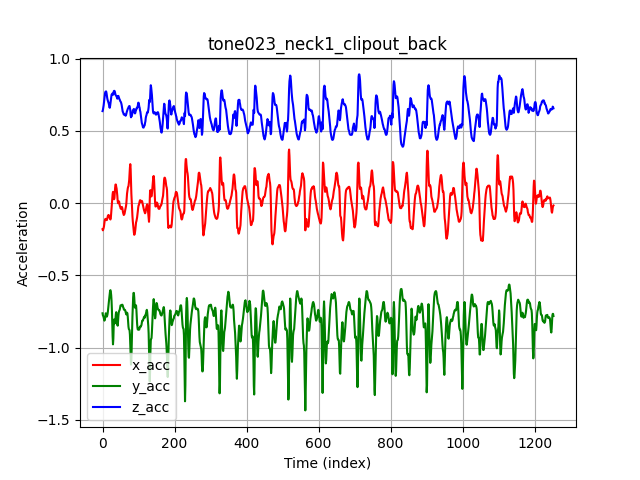 tone023_neck1_clipout_back
1.0
0.5
0.0
−0.5
−1.0
−1.5
Acceleration
x_acc
y_acc
z_acc
0 200 400 600 800 1000 1200
Time (index)